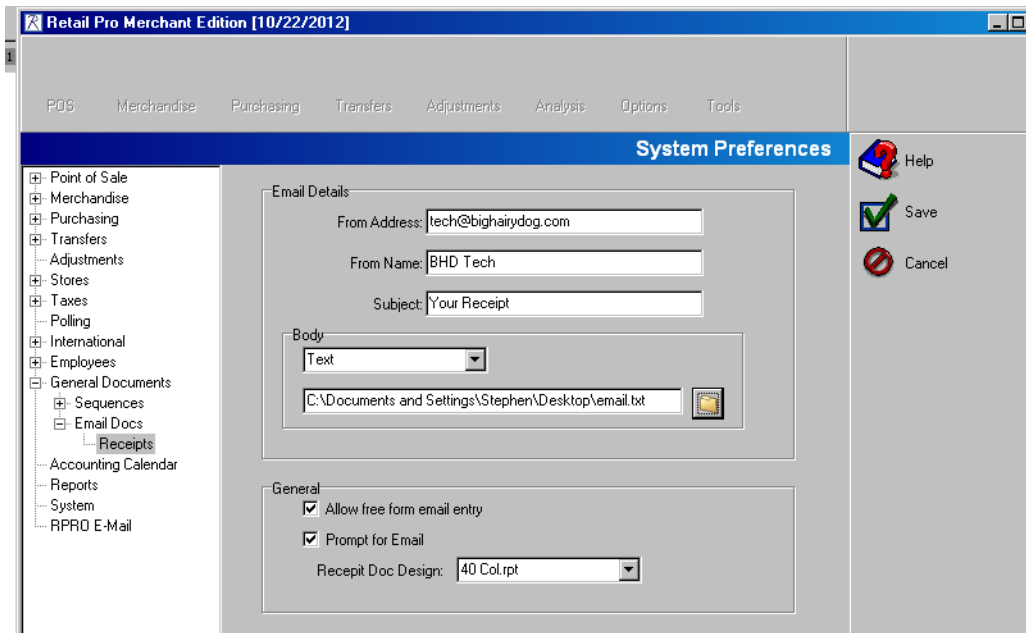 Retail Pro Merchant Edition [10/22/2012]
1
POS Merchandise Purchasing Transfers Adjustments Analysis Options Tools
System Preferences
Help
Save
Cancel
Point of Sale
Merchandise
Purchasing
Transfers
Adjustments
Stores
Taxes
Polling
International
Employees
General Documents
Sequences
Email Docs
Receipts
Accounting Calendar
Reports
System
RPRO E-Mail
Email Details
From Address: tech@bighairydog.com
From Name: BHD Tech
Subject: Your Receipt
Body
Text
C:\Documents and Settings\Stephen\Desktop\email.txt
General
Allow free form email entry
Prompt for Email
Recepit Doc Design: 40 Col.rpt